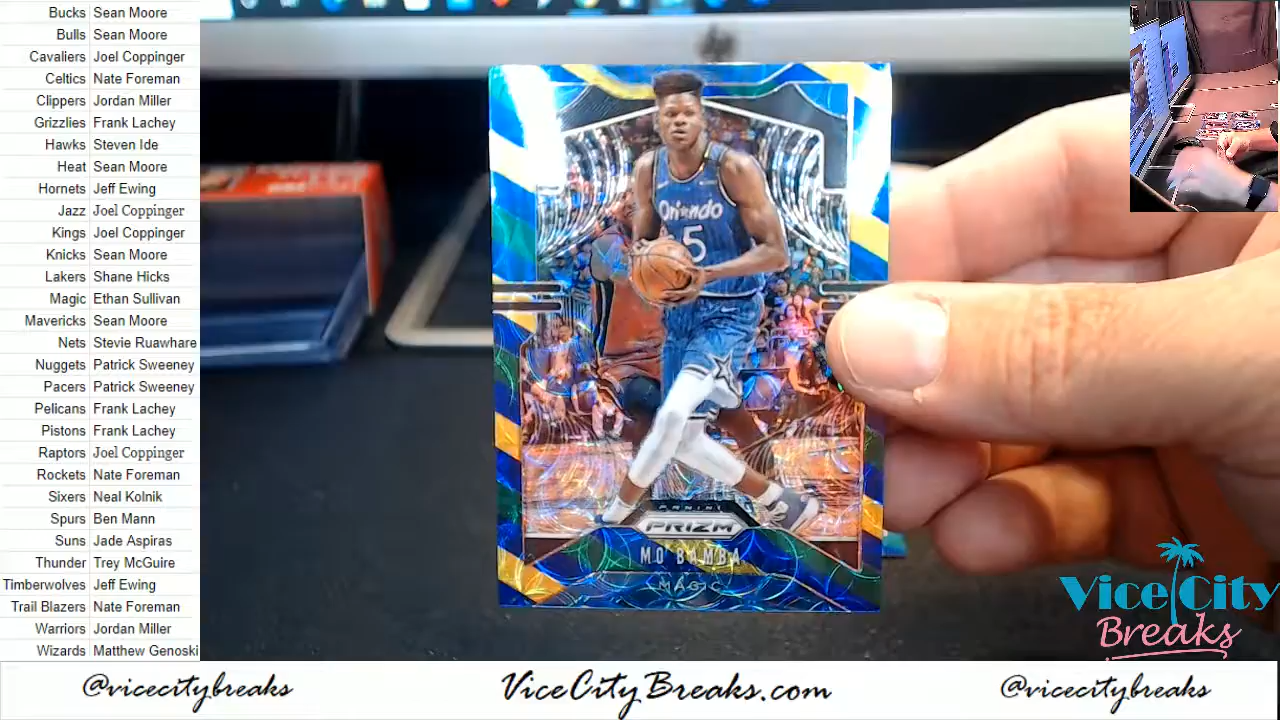 Bucks Sean Moore
Bulls Sean Moore
Cavaliers Joel Coppinger
Celtics Nate Foreman
Clippers Jordan Miller
Grizzlies Frank Lachey
Hawks Steven Ide
Heat Sean Moore
Hornets Jeff Ewing
Jazz Joel Coppinger
Kings Joel Coppinger
Knicks Sean Moore
Lakers Shane Hicks
Magic Ethan Sullivan
Mavericks Sean Moore
Nets Stevie Ruawhare
Nuggets Patrick Sweeney
Pacers Patrick Sweeney
Pelicans Frank Lachey
Pistons Frank Lachey
Raptors Joel Coppinger
Rockets Nate Foreman
Sixers Neal Kolnik
Spurs Ben Mann
Suns Jade Aspiras
Thunder Trey McGuire
Timberwolves Jeff Ewing
Trail Blazers Nate Foreman
Warriors Jordan Miller
Wizards Matthew Genoski
Orlando
5
PANINI
PRIZM
MO BAMBA
MAGIC
Vice City
Breaks
@vicecitybreaks
ViceCityBreaks.com
@vicecitybreaks